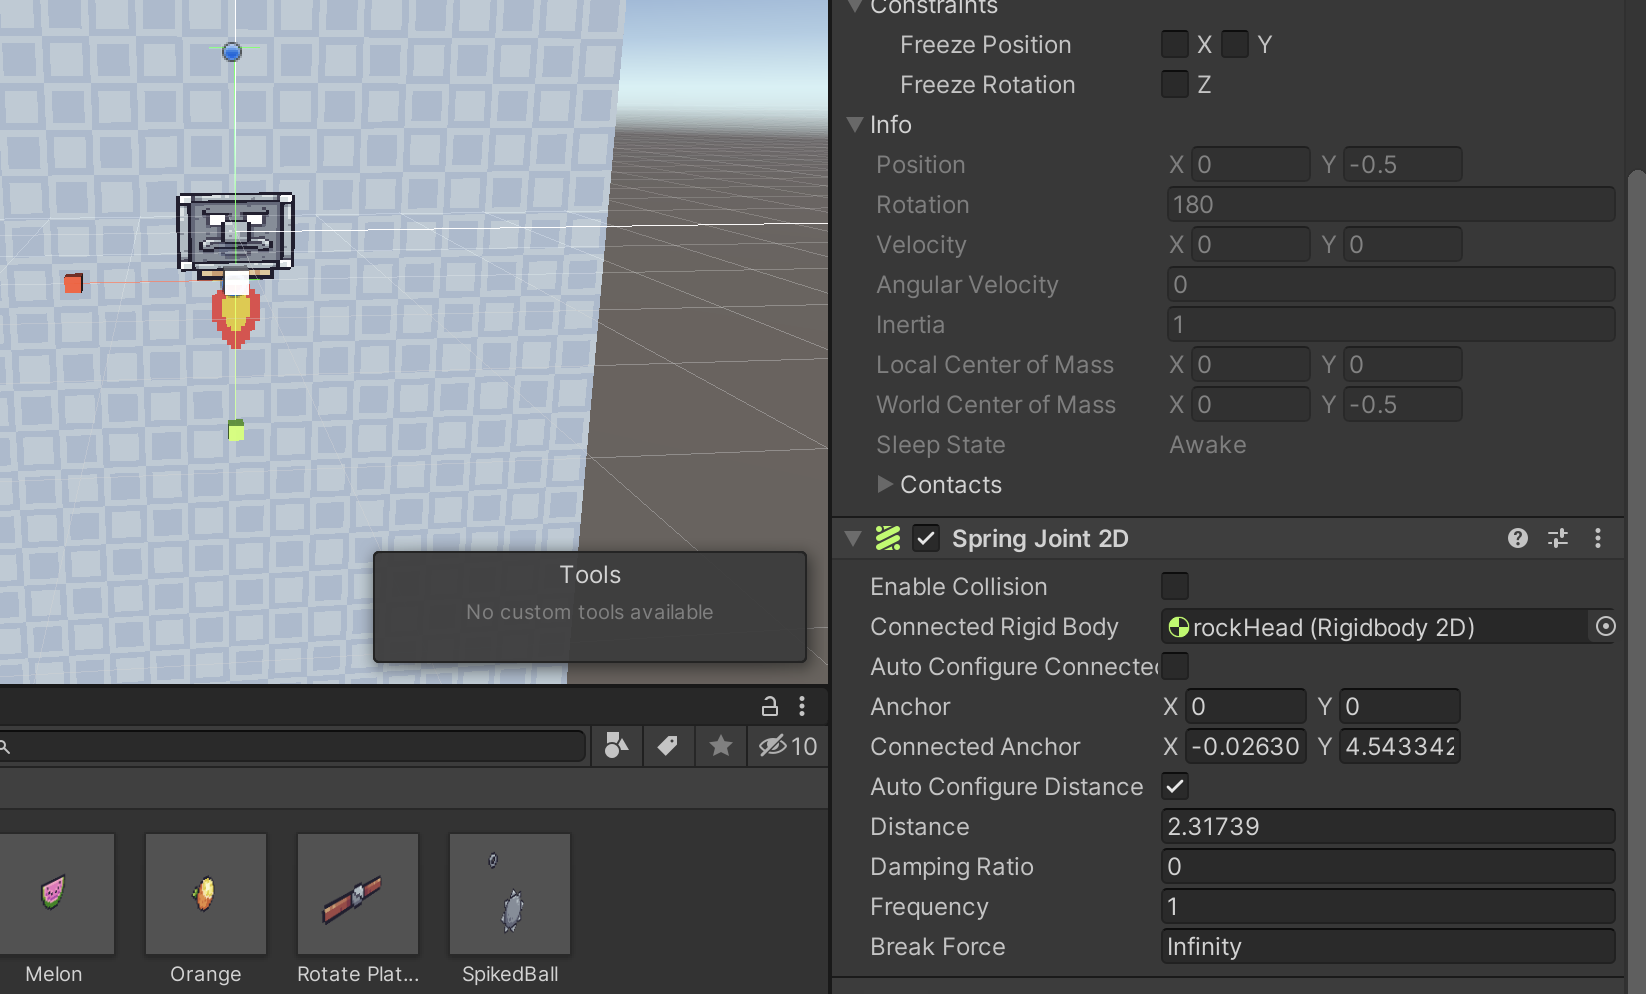 Constraints
Freeze Position X Y
Freeze Rotation Z
Info
Position X 0 Y -0.5
Rotation 180
Velocity X 0 Y 0
Angular Velocity 0
Inertia 1
Local Center of Mass X 0 Y 0
World Center of Mass X 0 Y -0.5
Sleep State Awake
Contacts
Spring Joint 2D
Enable Collision
Connected Rigid Body rockHead (Rigidbody 2D)
Auto Configure Connected
Anchor X 0 Y 0
Connected Anchor X -0.02630 Y 4.543342
Auto Configure Distance
Distance 2.31739
Damping Ratio 0
Frequency 1
Break Force Infinity
Tools
No custom tools available
10
Melon
Orange
Rotate Plat...
SpikedBall